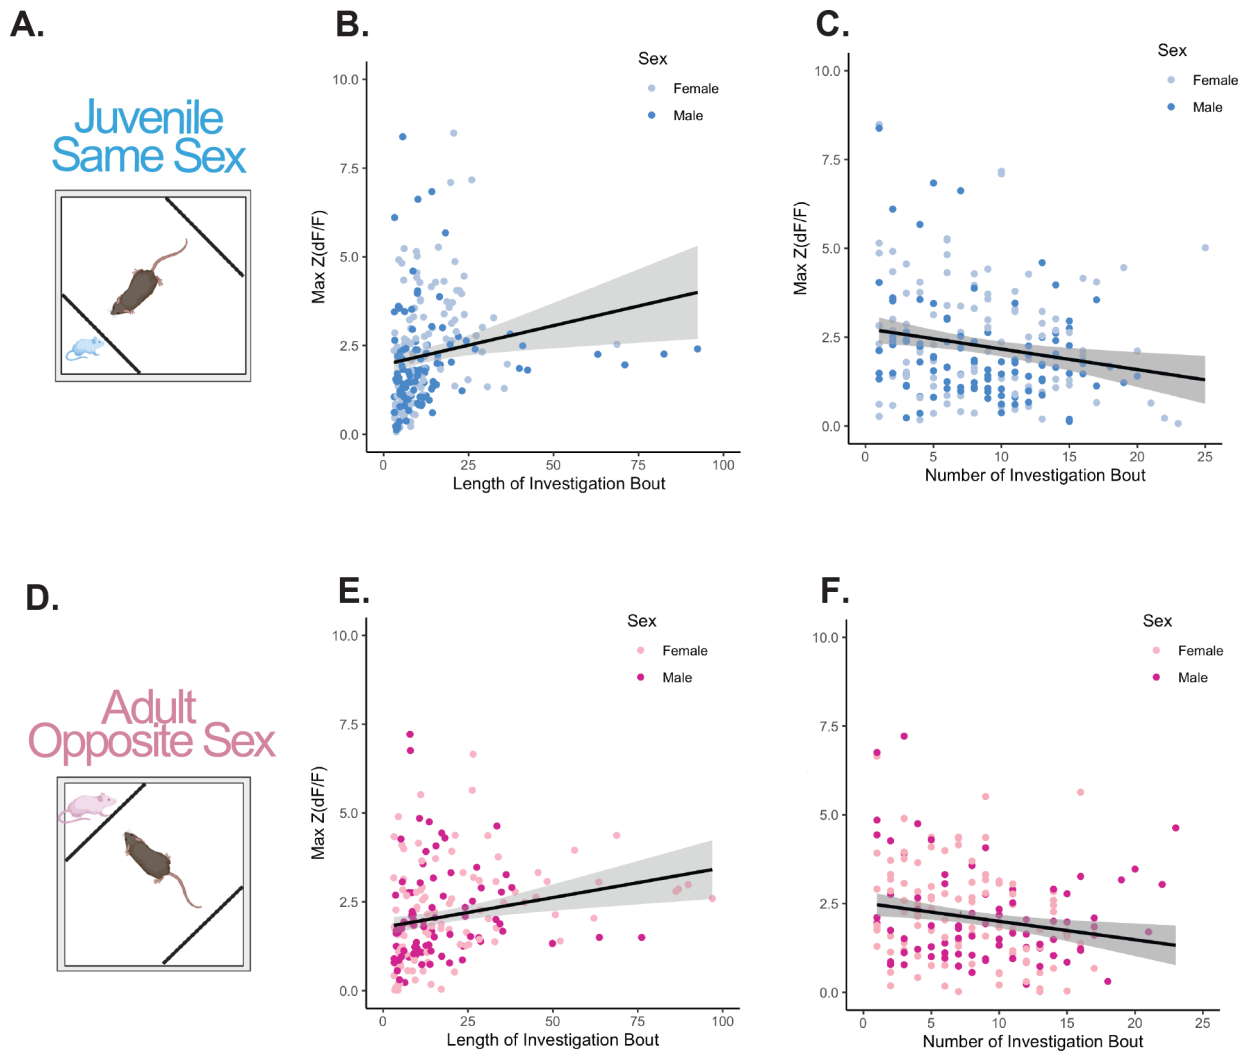 A.
Juvenile
Same Sex
B.
Sex
Female
Male
10.0
7.5
5.0
2.5
0.0
Max Z(dF/F)
0 25 50 75 100
Length of Investigation Bout
C.
Sex
Female
Male
10.0
7.5
5.0
2.5
0.0
Max Z(dF/F)
0 5 10 15 20 25
Number of Investigation Bout
D.
Adult
Opposite Sex
E.
Sex
Female
Male
10.0
7.5
5.0
2.5
0.0
Max Z(dF/F)
0 25 50 75 100
Length of Investigation Bout
F.
Sex
Female
Male
10.0
7.5
5.0
2.5
0.0
0 5 10 15 20 25
Number of Investigation Bout